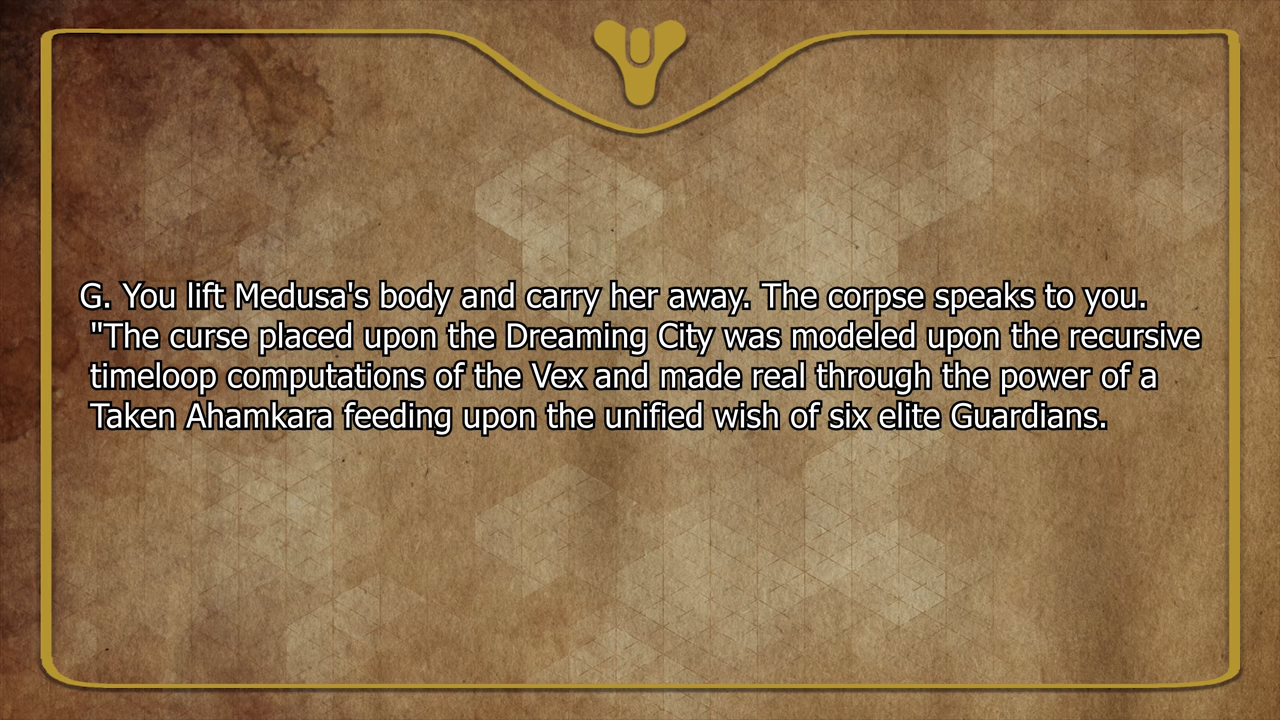 G. You lift Medusa's body and carry her away. The corpse speaks to you.
"The curse placed upon the Dreaming City was modeled upon the recursive
timeloop computations of the Vex and made real through the power of a
Taken Ahamkara feeding upon the unified wish of six elite Guardians.